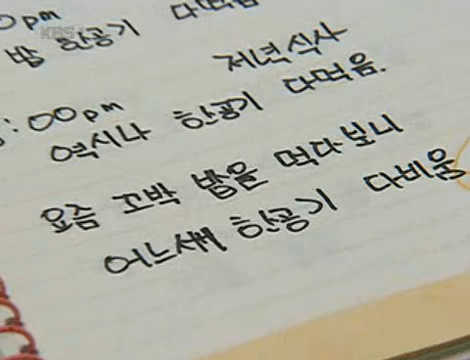 0pm
밥 한공기 다먹음
저녁식사
:00pm
역시나 한공기 다먹음.
요즘 꼬박 밥을 먹다보니
어느새 한공기 다비움